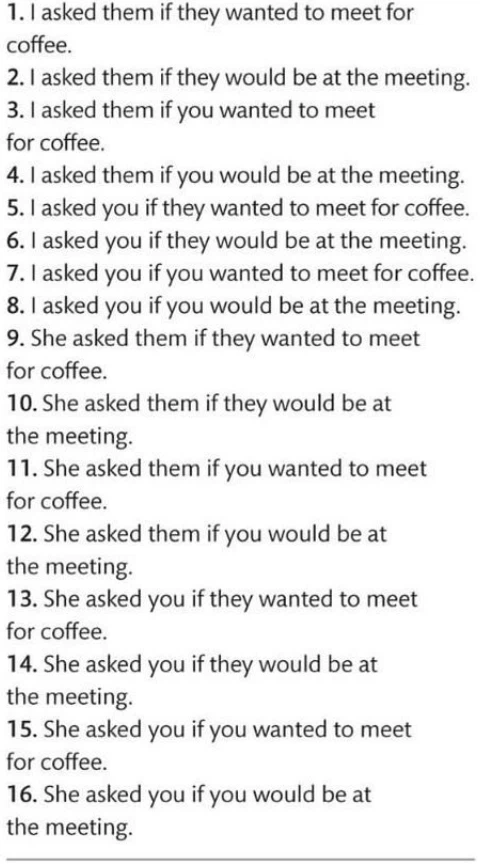 1. I asked them if they wanted to meet for
coffee.
2. I asked them if they would be at the meeting.
3. I asked them if you wanted to meet
for coffee.
4. I asked them if you would be at the meeting.
5. I asked you if they wanted to meet for coffee.
6. I asked you if they would be at the meeting.
7. I asked you if you wanted to meet for coffee.
8. I asked you if you would be at the meeting.
9. She asked them if they wanted to meet
for coffee.
10. She asked them if they would be at
the meeting.
11. She asked them if you wanted to meet
for coffee.
12. She asked them if you would be at
the meeting.
13. She asked you if they wanted to meet
for coffee.
14. She asked you if they would be at
the meeting.
15. She asked you if you wanted to meet
for coffee.
16. She asked you if you would be at
the meeting.